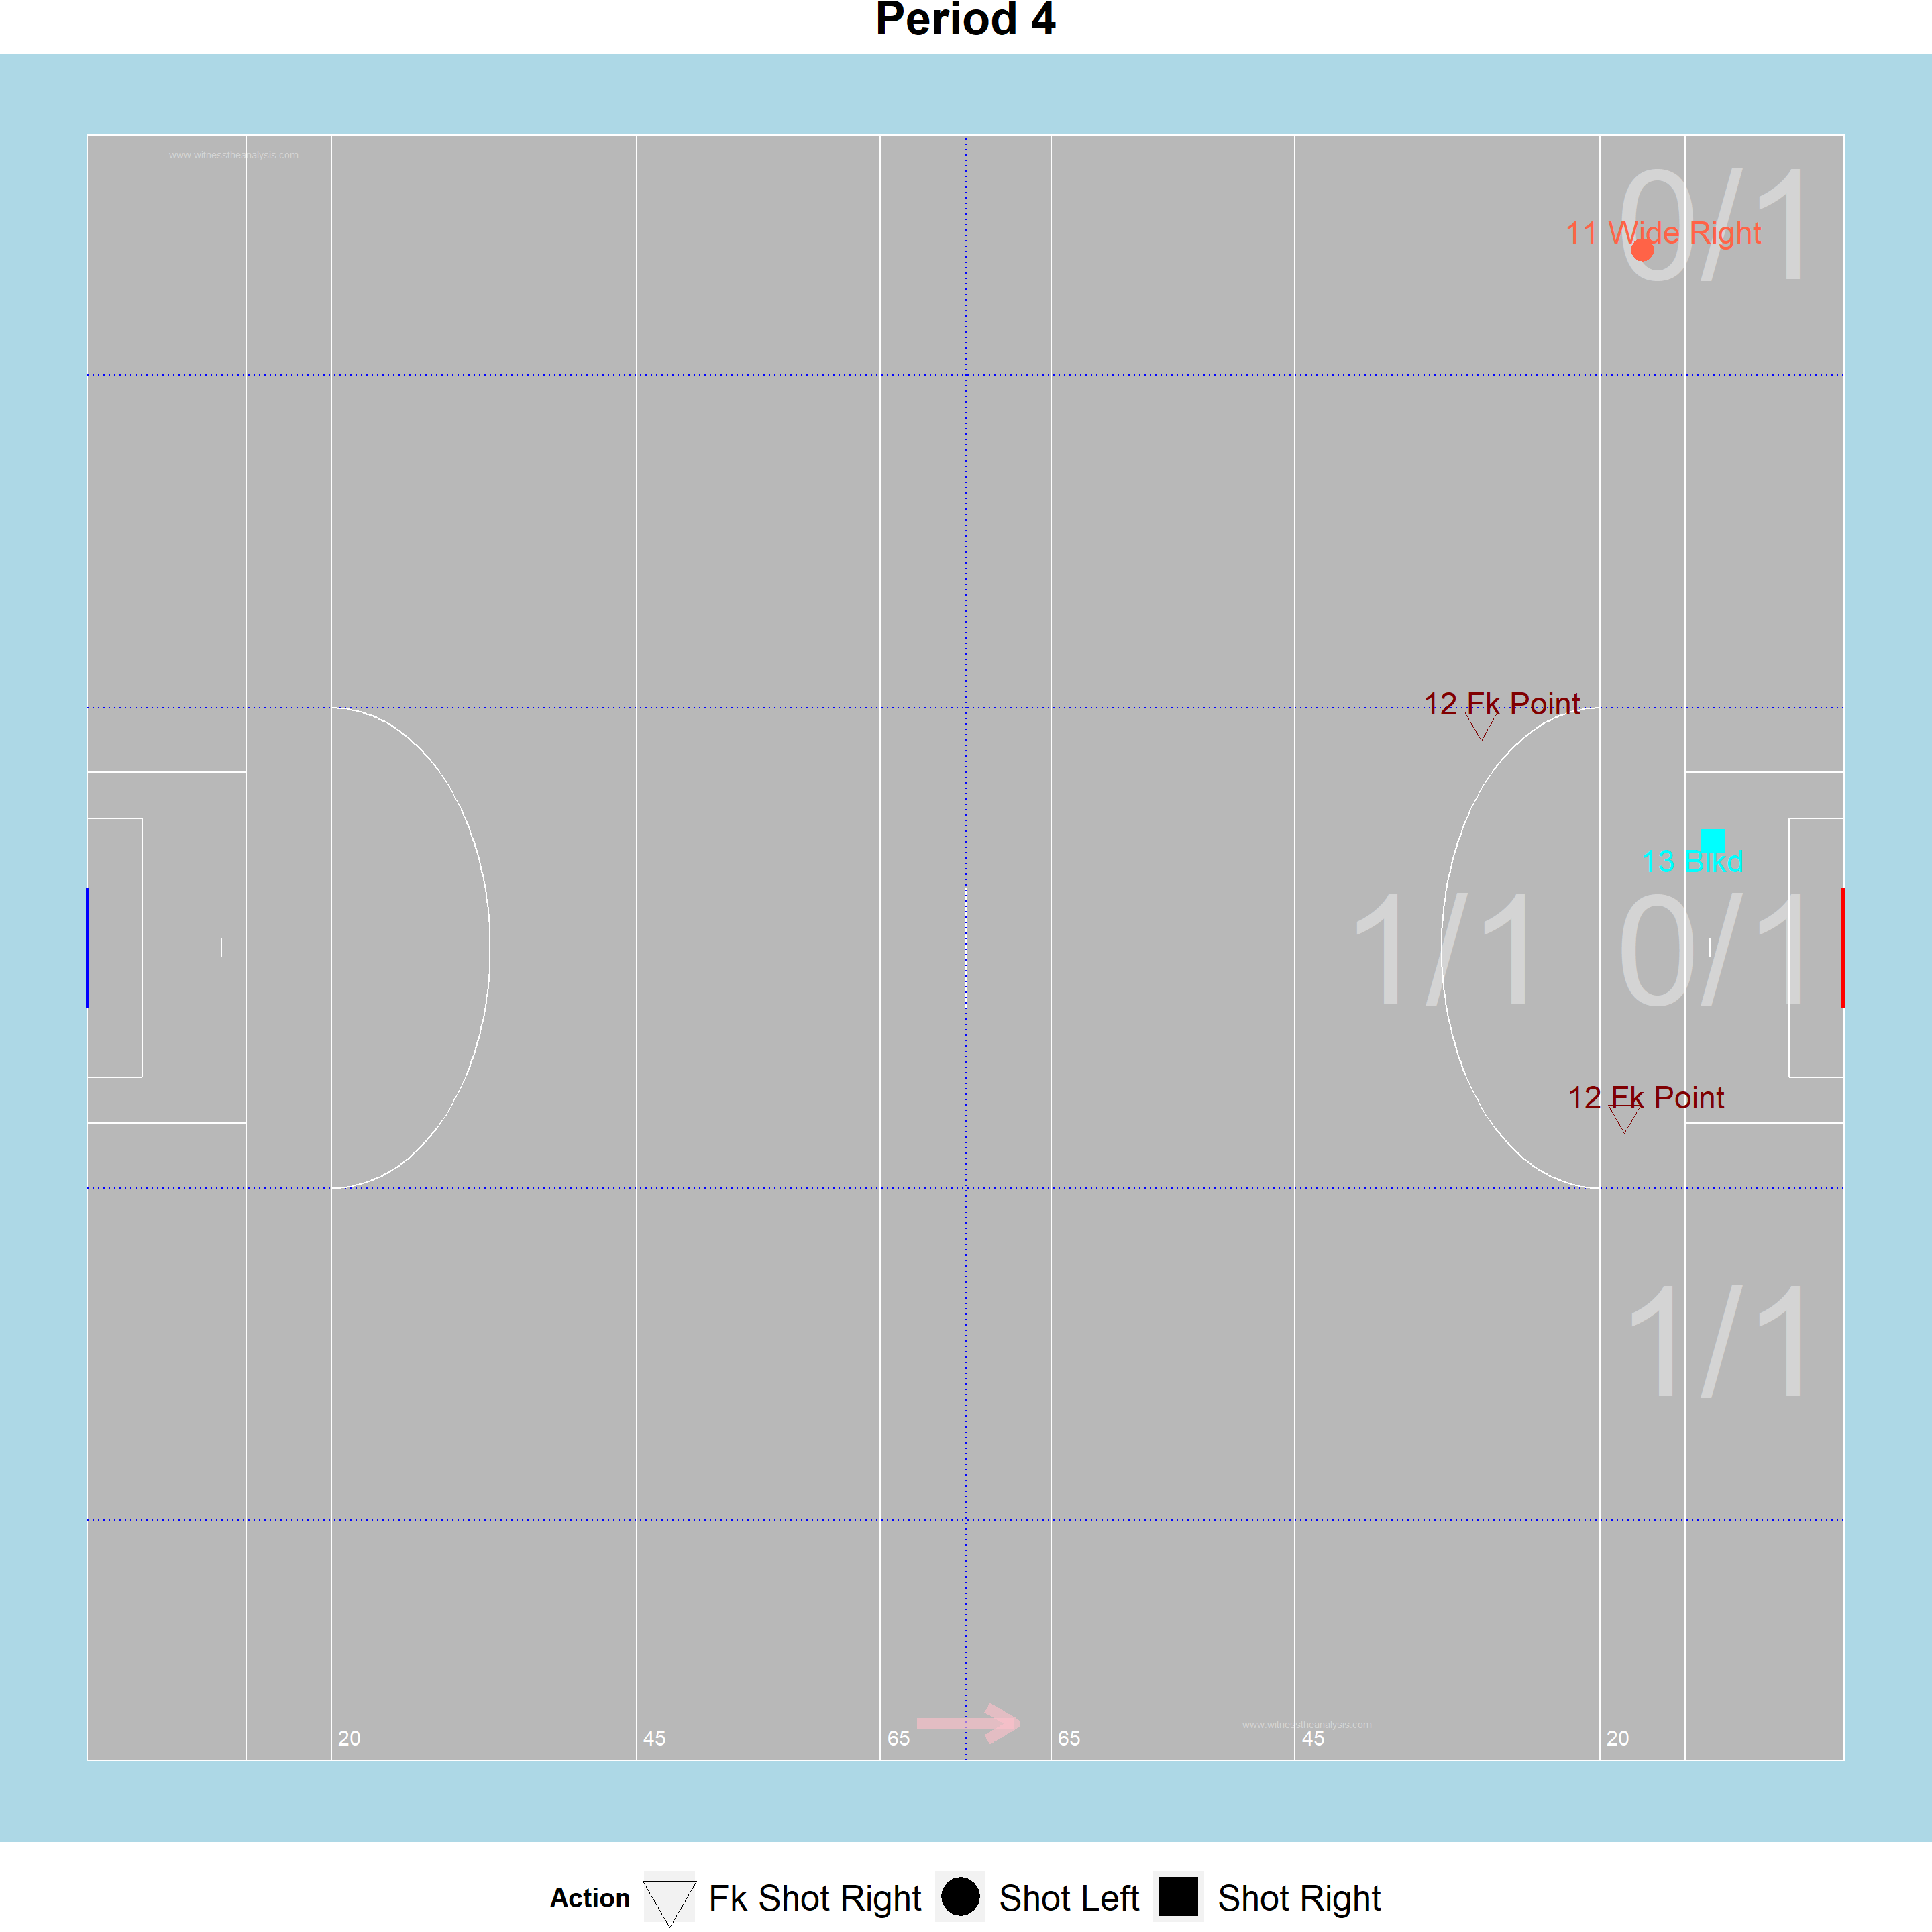 Period 4
www.witnesstheanalysis.com
0/1
11 Wide Right
12 Fk Point
13 Blkd
1/1 0/1
12 Fk Point
1/1
www.witnesstheanalysis.com
20 45 65 65 45 20
Action Fk Shot Right Shot Left Shot Right